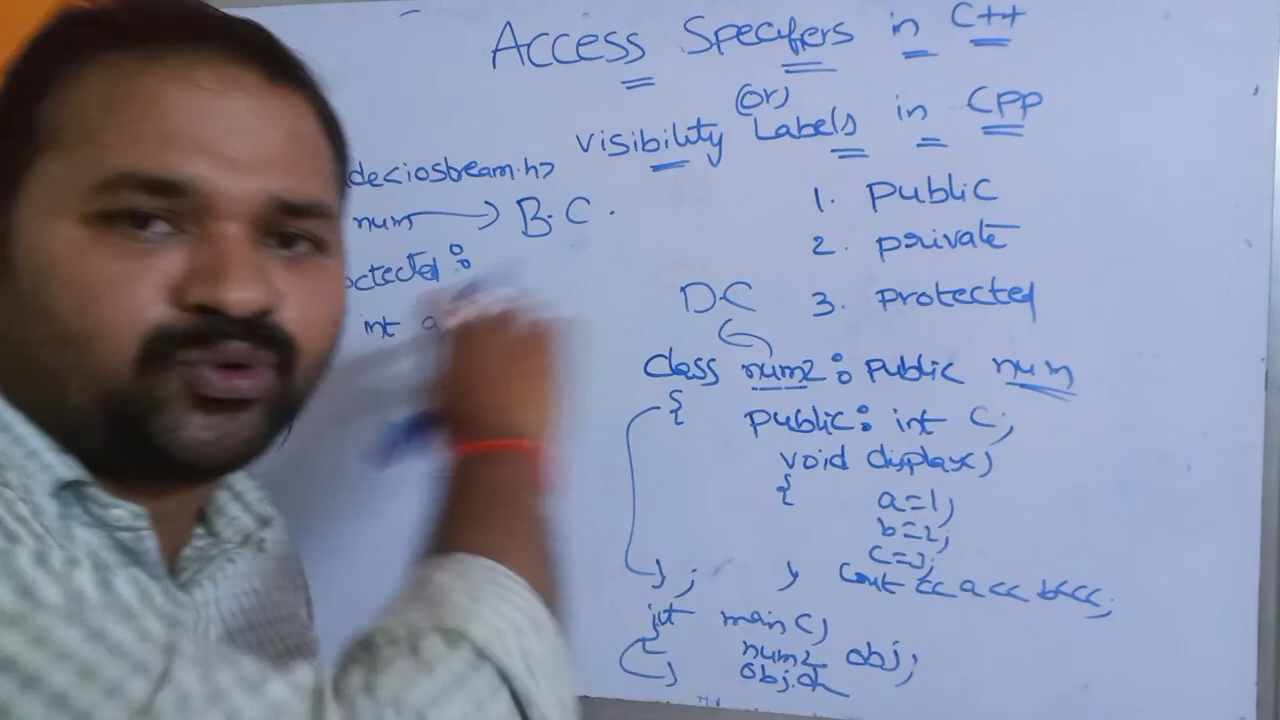 Access Specifers in C++
(or)
visibility Labels in CPP
de<iostream.h>
num → B.C.
octected :
int a
1. public
2. private
3. protected
D-C
class num2 : public num
{ public: int c;
void display()
{ a=1;
b=2;
c=3;
} cout << a << b<<c;
};
int main()
{ num2 obj;
obj.